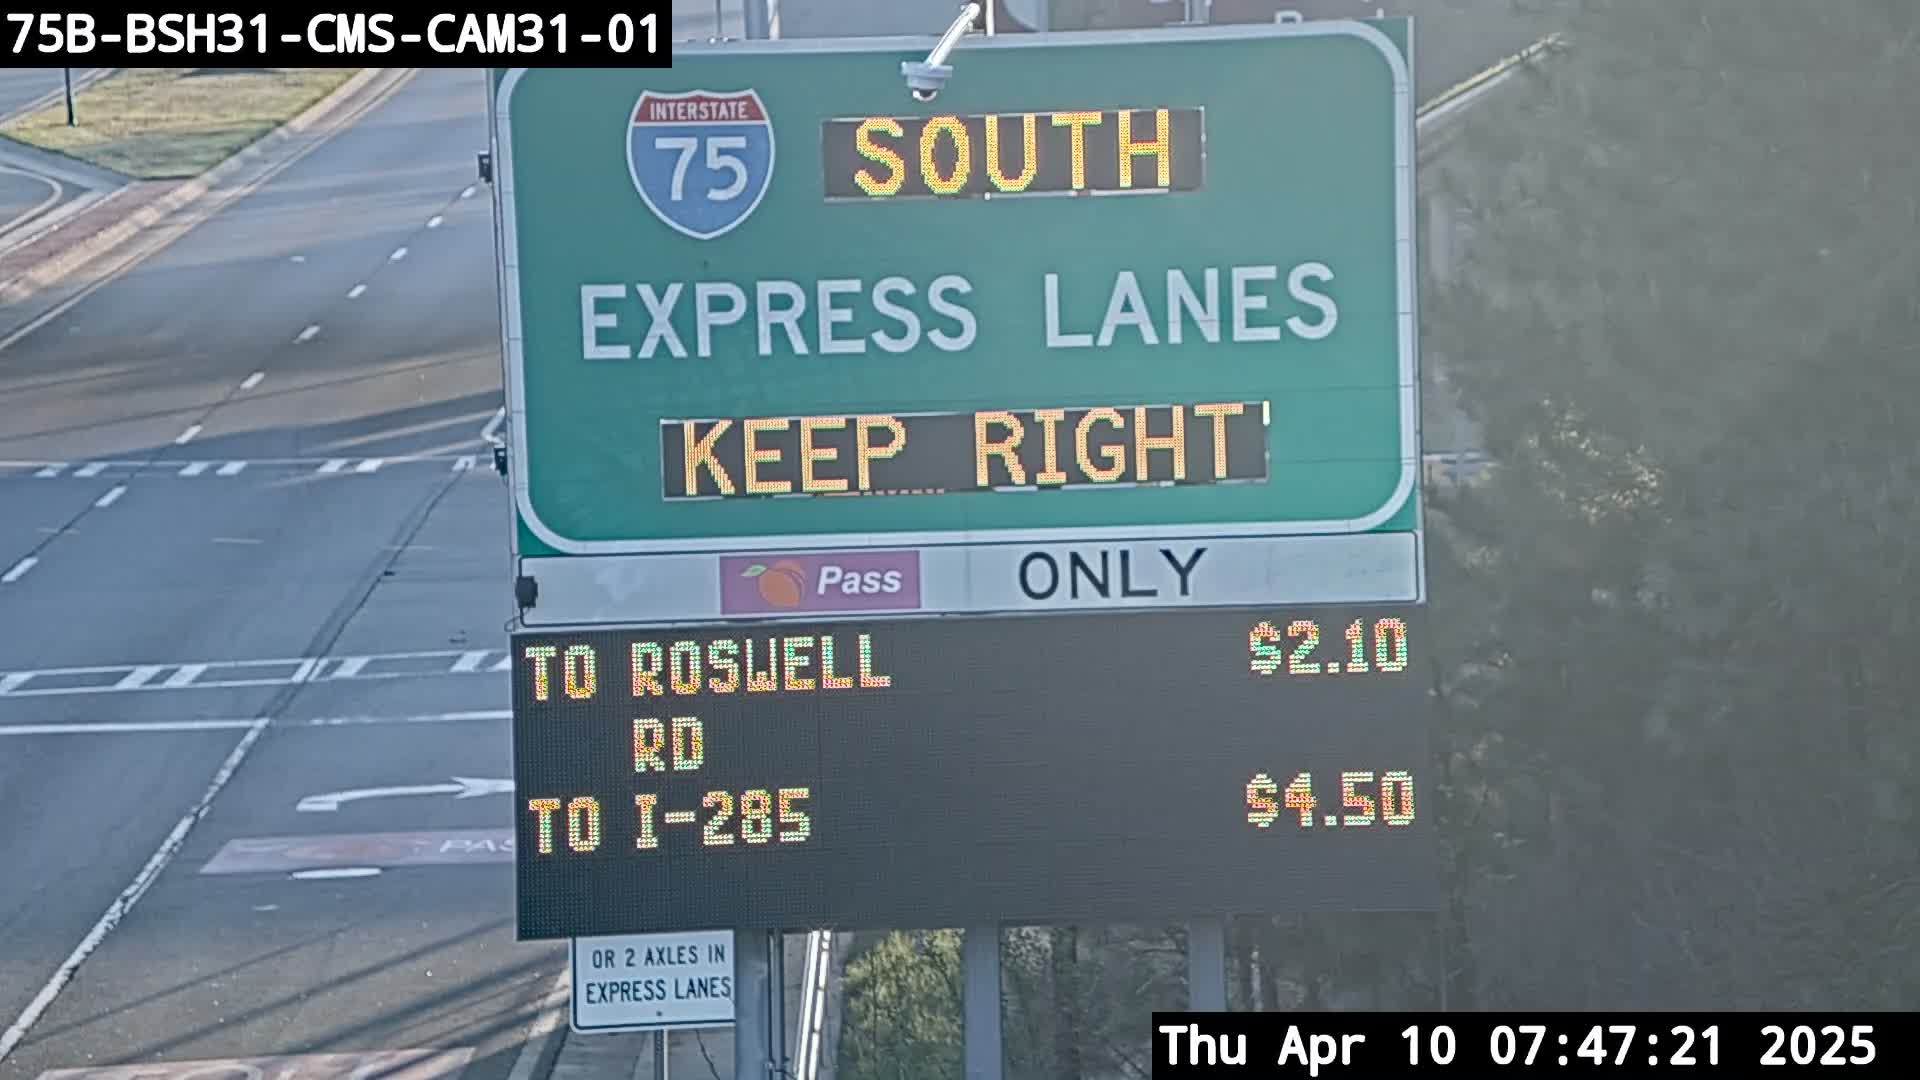 75B-BSH31-CMS-CAM31-01
INTERSTATE
75
SOUTH
EXPRESS LANES
KEEP RIGHT
Pass
ONLY
TO ROSWELL $2.10
RD
TO I-285 $4.50
OR 2 AXLES IN
EXPRESS LANES
Thu Apr 10 07:47:21 2025